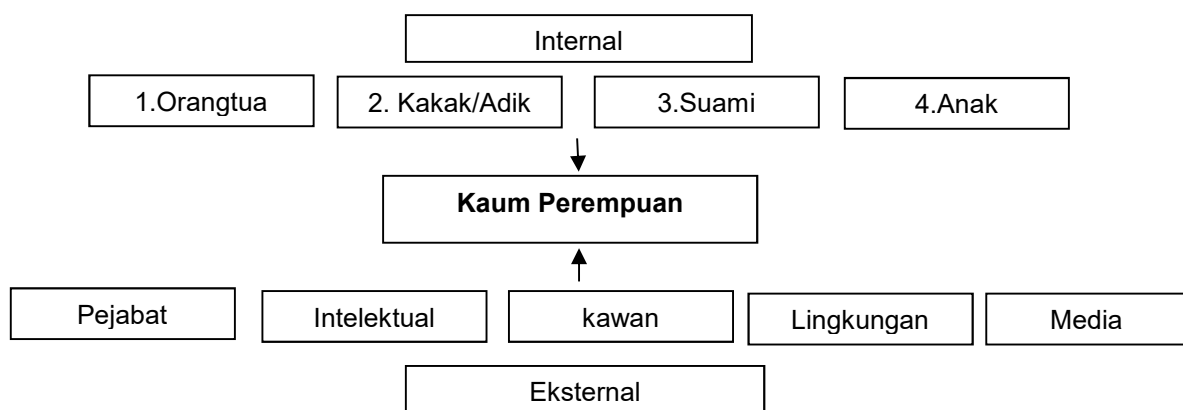 Internal
1.Orangtua
2. Kakak/Adik
3.Suami
4.Anak
Kaum Perempuan
Pejabat
Intelektual
kawan
Lingkungan
Media
Eksternal